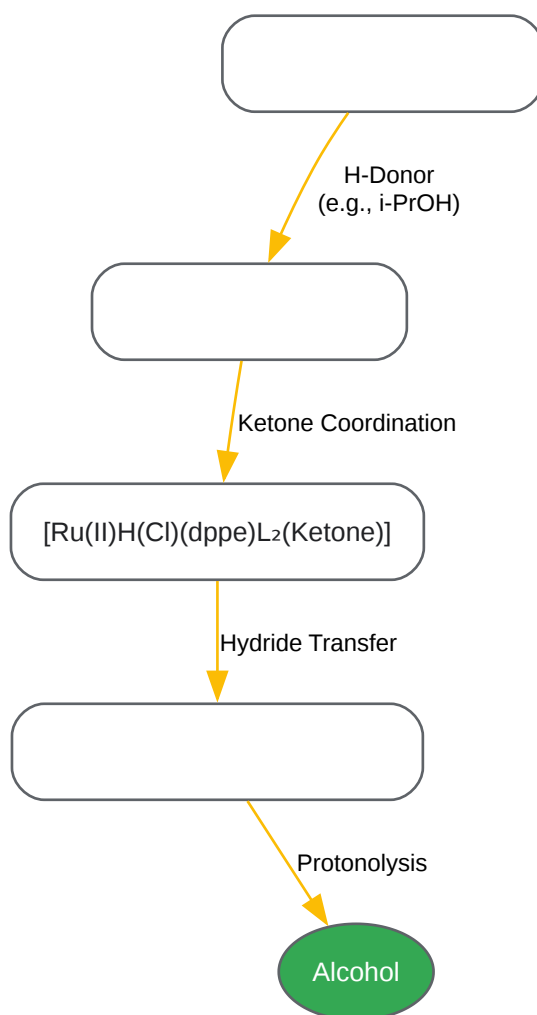 H-Donor
(e.g., i-PrOH)
Ketone Coordination
[Ru(II)H(Cl)(dppe)L₂(Ketone)]
Hydride Transfer
Protonolysis
Alcohol